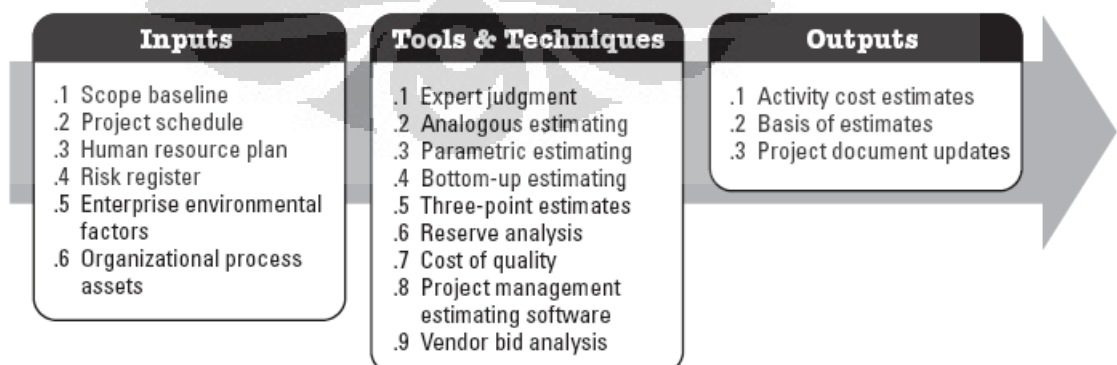 Inputs
.1 Scope baseline
.2 Project schedule
.3 Human resource plan
.4 Risk register
.5 Enterprise environmental
factors
.6 Organizational process
assets
Tools & Techniques
.1 Expert judgment
.2 Analogous estimating
.3 Parametric estimating
.4 Bottom-up estimating
.5 Three-point estimates
.6 Reserve analysis
.7 Cost of quality
.8 Project management
estimating software
.9 Vendor bid analysis
Outputs
.1 Activity cost estimates
.2 Basis of estimates
.3 Project document updates